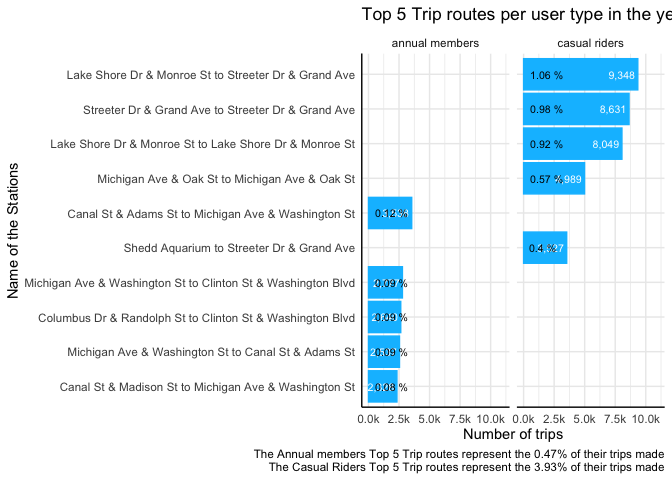 Top 5 Trip routes per user type in the ye
annual members
casual riders
Name of the Stations
Lake Shore Dr & Monroe St to Streeter Dr & Grand Ave
1.06 % 9,348
Streeter Dr & Grand Ave to Streeter Dr & Grand Ave
0.98 % 8,631
Lake Shore Dr & Monroe St to Lake Shore Dr & Monroe St
0.92 % 8,049
Michigan Ave & Oak St to Michigan Ave & Oak St
0.57 % 989
Canal St & Adams St to Michigan Ave & Washington St
0.12 %
Shedd Aquarium to Streeter Dr & Grand Ave
0.4 %
Michigan Ave & Washington St to Clinton St & Washington Blvd
0.09 %
Columbus Dr & Randolph St to Clinton St & Washington Blvd
0.09 %
Michigan Ave & Washington St to Canal St & Adams St
0.09 %
Canal St & Madison St to Michigan Ave & Washington St
0.08 %
0.0k 2.5k 5.0k 7.5k 10.0k
0.0k 2.5k 5.0k 7.5k 10.0k
Number of trips
The Annual members Top 5 Trip routes represent the 0.47% of their trips made
The Casual Riders Top 5 Trip routes represent the 3.93% of their trips made